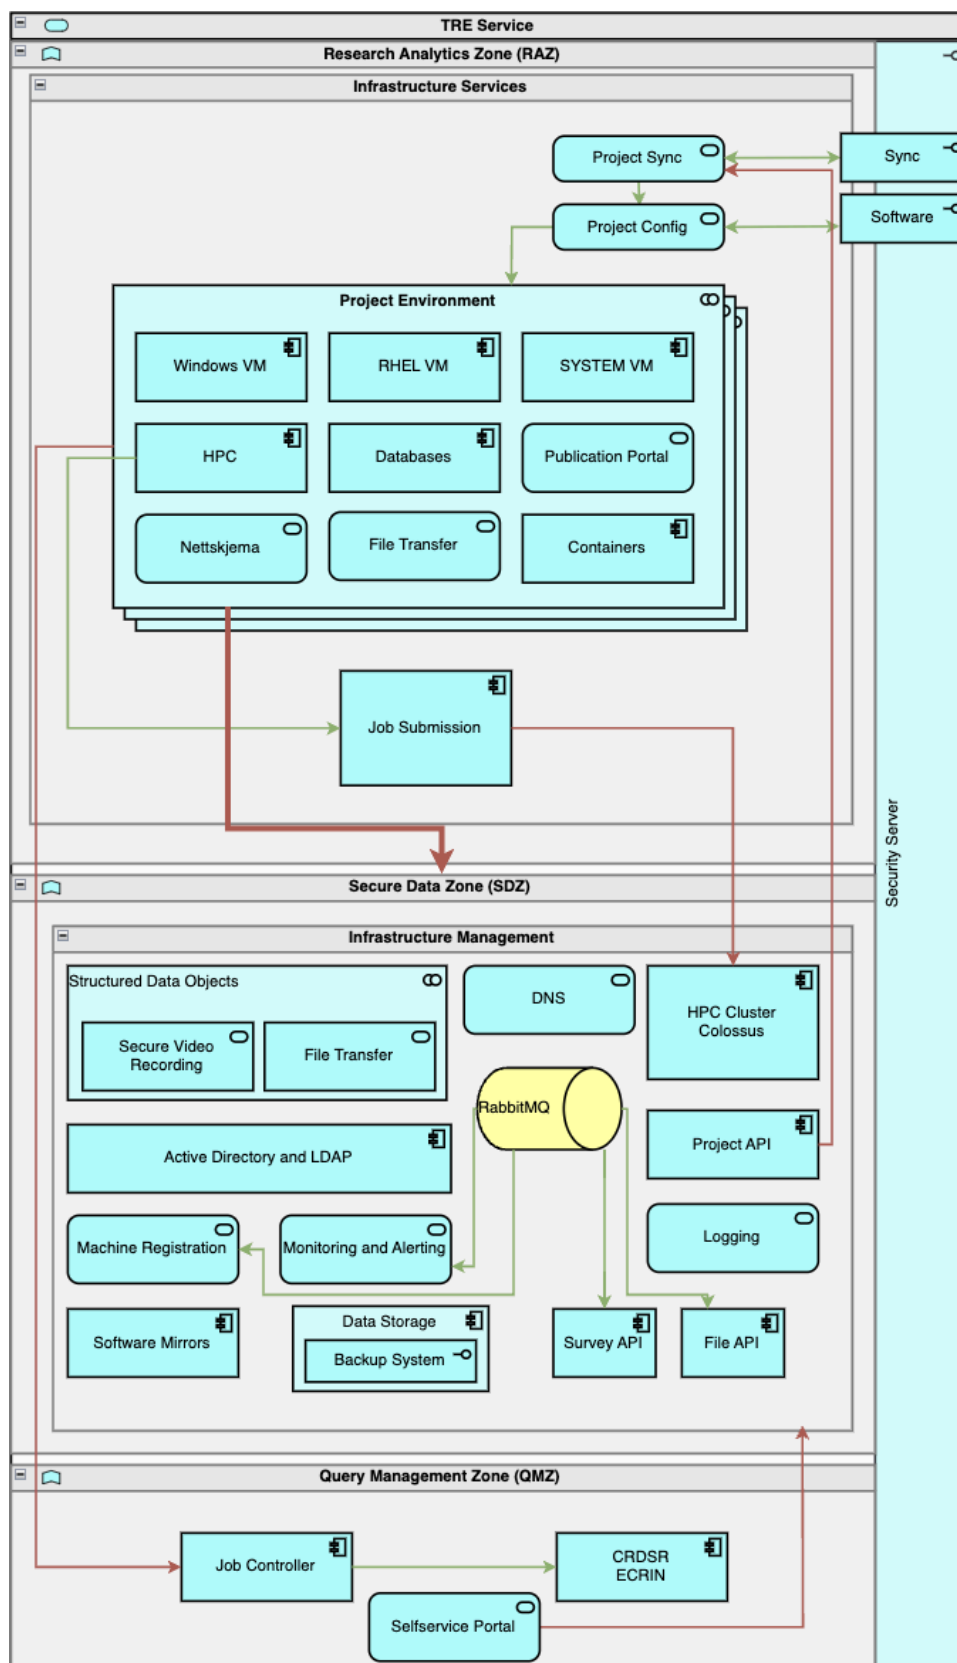 TRE Service
Research Analytics Zone (RAZ)
Infrastructure Services
Project Sync
Sync
Project Config
Software
Project Environment
Windows VM
RHEL VM
SYSTEM VM
HPC
Databases
Publication Portal
Nettskjema
File Transfer
Containers
Job Submission
Security Server
Secure Data Zone (SDZ)
Infrastructure Management
Structured Data Objects
Secure Video
Recording
File Transfer
DNS
HPC Cluster
Colossus
RabbitMQ
Active Directory and LDAP
Project API
Machine Registration
Monitoring and Alerting
Logging
Software Mirrors
Data Storage
Backup System
Survey API
File API
Query Management Zone (QMZ)
Job Controller
CRDSR
ECRIN
Selfservice Portal